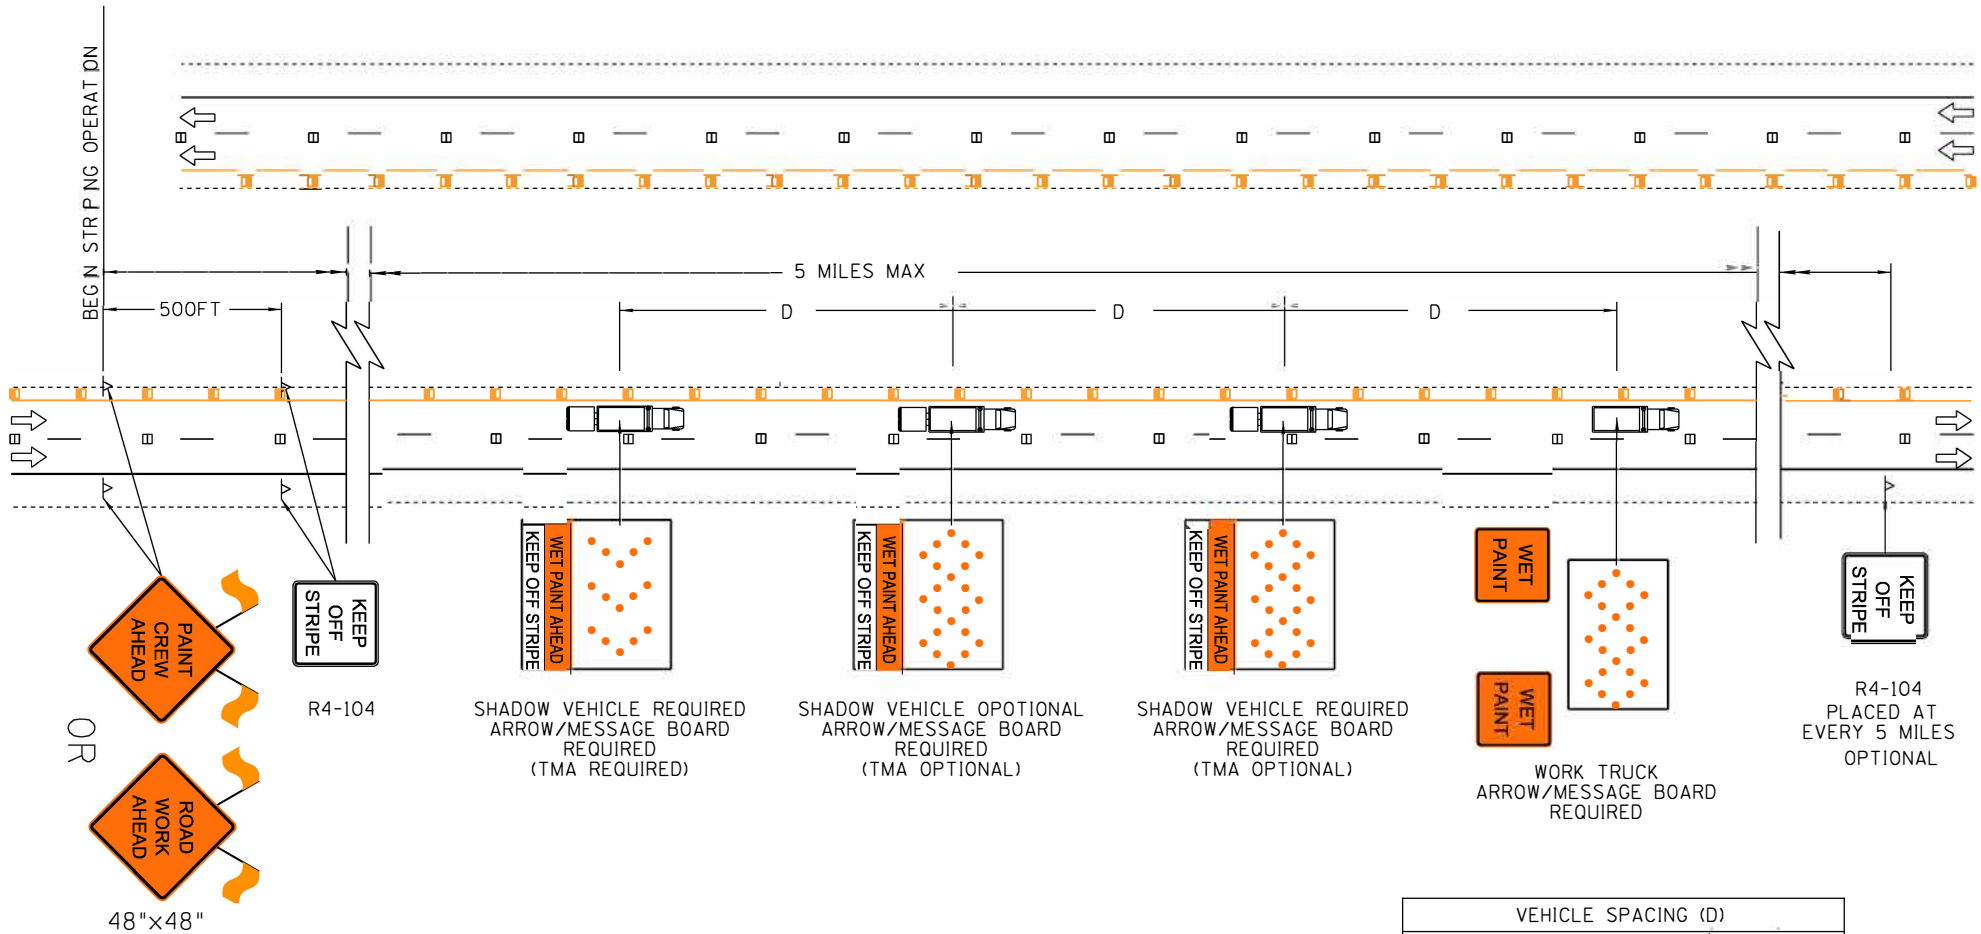 BEGIN STRIPING OPERATION
5 MILES MAX
500FT
D
D
D
PAINT
CREW
AHEAD
OR
ROAD
WORK
AHEAD
48"x48"
KEEP
OFF
STRIPE
R4-104
WET PAINT AHEAD
KEEP OFF STRIPE
SHADOW VEHICLE REQUIRED
ARROW/MESSAGE BOARD
REQUIRED
(TMA REQUIRED)
WET PAINT AHEAD
KEEP OFF STRIPE
SHADOW VEHICLE OPOTIONAL
ARROW/MESSAGE BOARD
REQUIRED
(TMA OPTIONAL)
WET PAINT AHEAD
KEEP OFF STRIPE
SHADOW VEHICLE REQUIRED
ARROW/MESSAGE BOARD
REQUIRED
(TMA OPTIONAL)
WET
PAINT
WET
PAINT
WORK TRUCK
ARROW/MESSAGE BOARD
REQUIRED
KEEP
OFF
STRIPE
R4-104
PLACED AT
EVERY 5 MILES
OPTIONAL
VEHICLE SPACING (D)